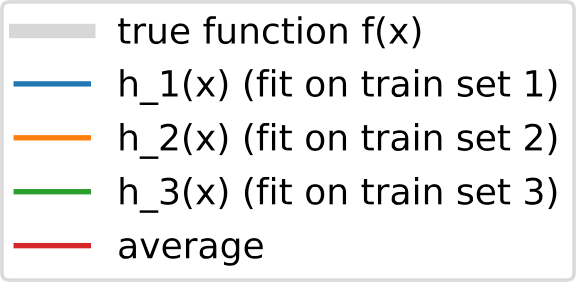 true function f(x)
h_1(x) (fit on train set 1)
h_2(x) (fit on train set 2)
h_3(x) (fit on train set 3)
average